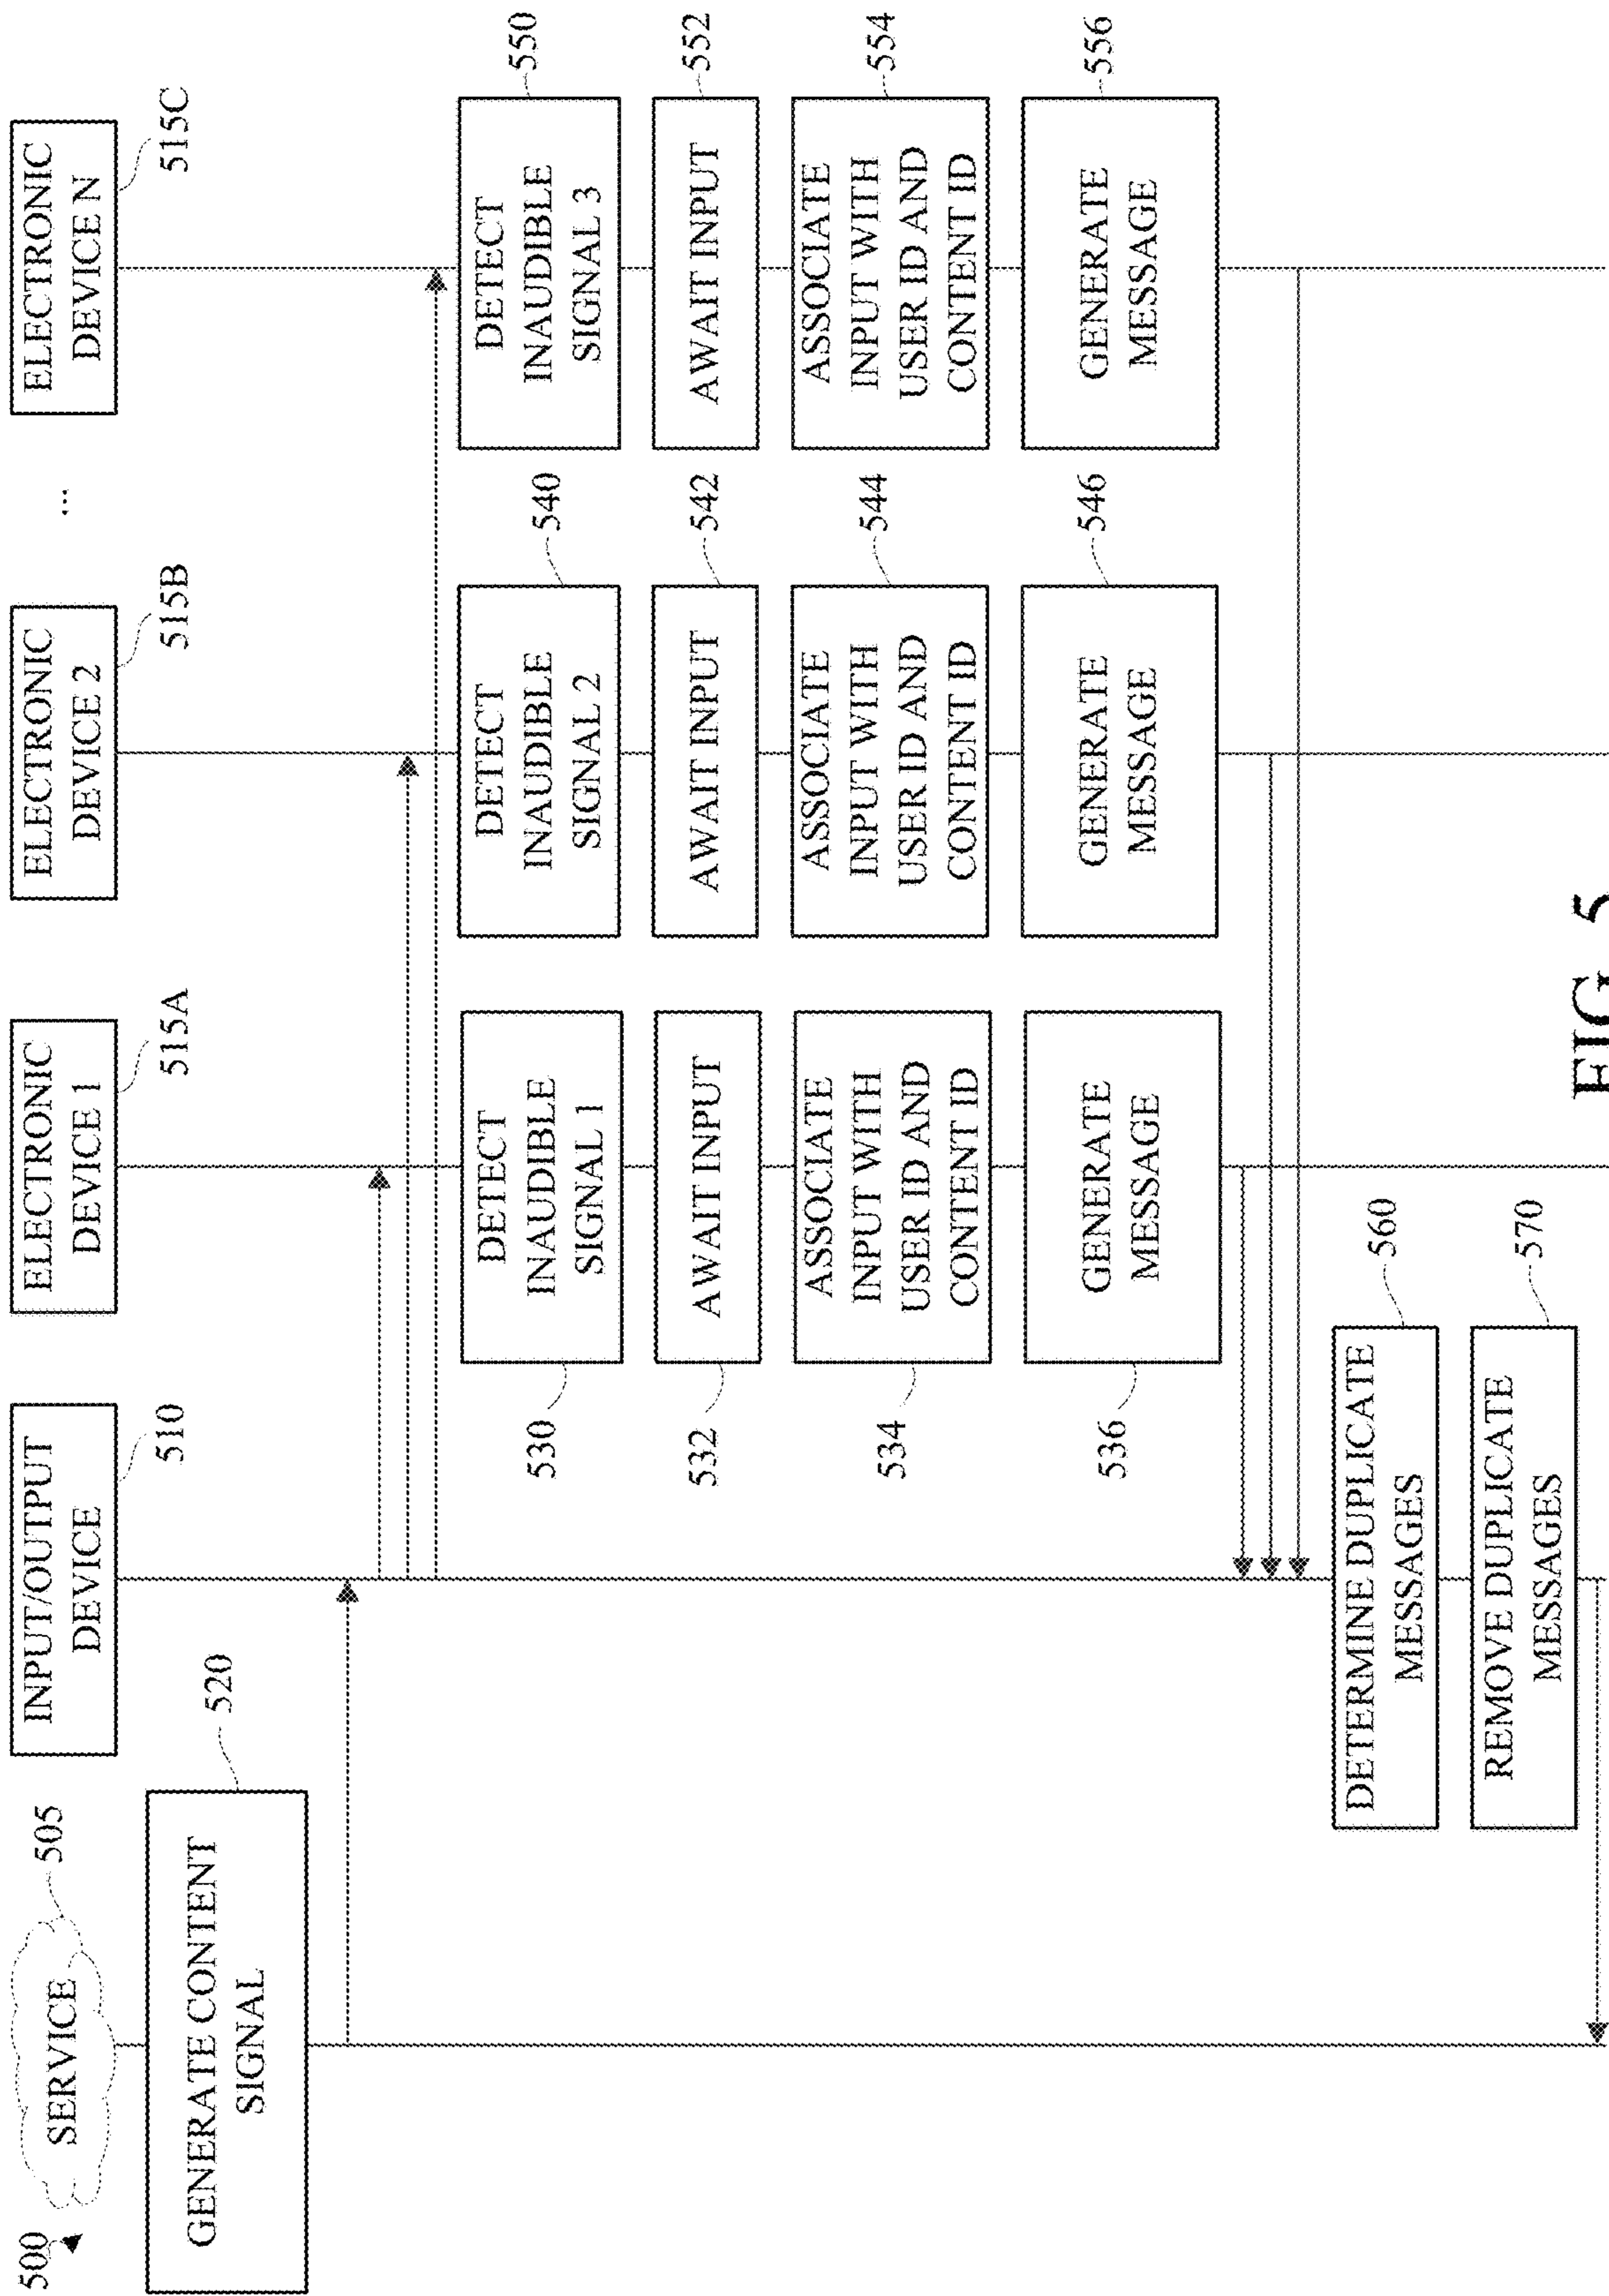 500
SERVICE
505
INPUT/OUTPUT
DEVICE
510
ELECTRONIC
DEVICE 1
515A
ELECTRONIC
DEVICE 2
515B
...
ELECTRONIC
DEVICE N
515C
GENERATE CONTENT
SIGNAL
520
DETECT
INAUDIBLE
SIGNAL 1
530
DETECT
INAUDIBLE
SIGNAL 2
540
DETECT
INAUDIBLE
SIGNAL 3
550
AWAIT INPUT
532
AWAIT INPUT
542
AWAIT INPUT
552
ASSOCIATE
INPUT WITH
USER ID AND
CONTENT ID
534
ASSOCIATE
INPUT WITH
USER ID AND
CONTENT ID
544
ASSOCIATE
INPUT WITH
USER ID AND
CONTENT ID
554
GENERATE
MESSAGE
536
GENERATE
MESSAGE
546
GENERATE
MESSAGE
556
DETERMINE DUPLICATE
MESSAGES
560
REMOVE DUPLICATE
MESSAGES
570
FIG. 5